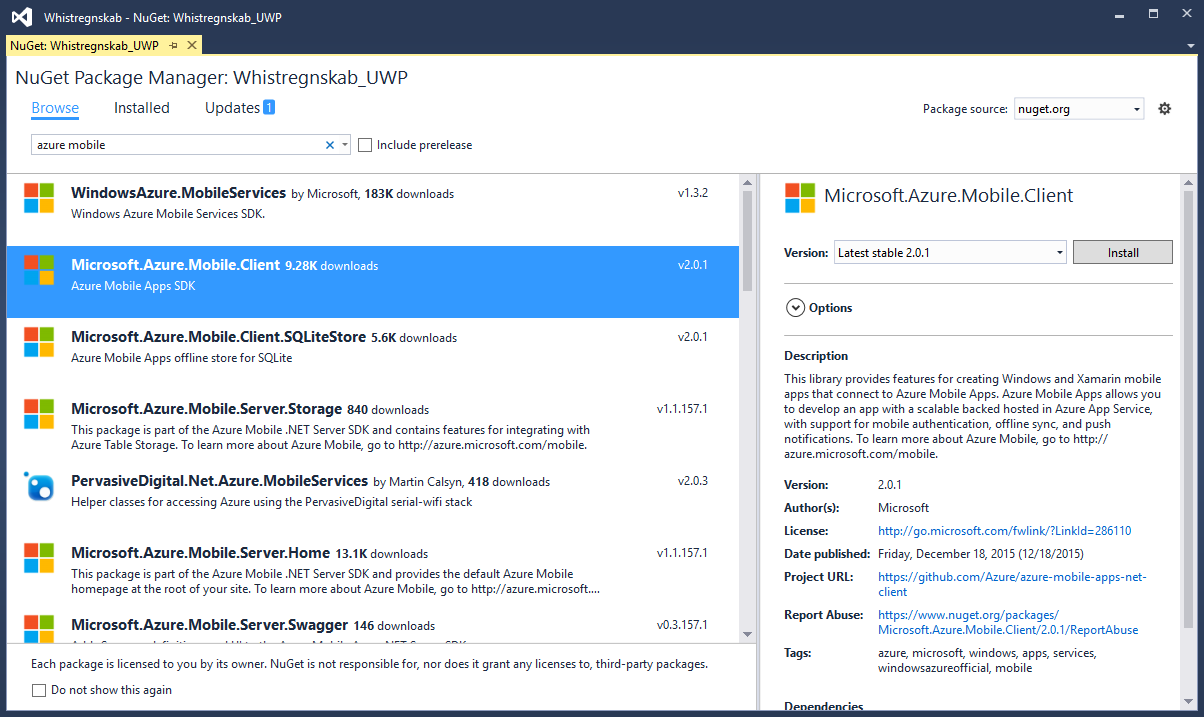 Whistregnskab - NuGet: Whistregnskab_UWP
NuGet: Whistregnskab_UWP
NuGet Package Manager: Whistregnskab_UWP
Browse Installed Updates 1
Package source: nuget.org
azure mobile
Include prerelease
WindowsAzure.MobileServices by Microsoft, 183K downloads v1.3.2
Windows Azure Mobile Services SDK.
Microsoft.Azure.Mobile.Client 9.28K downloads v2.0.1
Azure Mobile Apps SDK
Microsoft.Azure.Mobile.Client.SQLiteStore 5.6K downloads v2.0.1
Azure Mobile Apps offline store for SQLite
Microsoft.Azure.Mobile.Server.Storage 840 downloads v1.1.157.1
This package is part of the Azure Mobile .NET Server SDK and contains features for integrating with
Azure Table Storage. To learn more about Azure Mobile, go to http://azure.microsoft.com/mobile.
PervasiveDigital.Net.Azure.MobileServices by Martin Calsyn, 418 downloads v2.0.3
Helper classes for accessing Azure using the PervasiveDigital serial-wifi stack
Microsoft.Azure.Mobile.Server.Home 13.1K downloads v1.1.157.1
This package is part of the Azure Mobile .NET Server SDK and provides the default Azure Mobile
homepage at the root of your site. To learn more about Azure Mobile, go to http://azure.microsoft....
Microsoft.Azure.Mobile.Server.Swagger 146 downloads v0.3.157.1
Each package is licensed to you by its owner. NuGet is not responsible for, nor does it grant any licenses to, third-party packages.
Do not show this again
Microsoft.Azure.Mobile.Client
Version: Latest stable 2.0.1 Install
Options
Description
This library provides features for creating Windows and Xamarin mobile
apps that connect to Azure Mobile Apps. Azure Mobile Apps allows you
to develop an app with a scalable backed hosted in Azure App Service,
with support for mobile authentication, offline sync, and push
notifications. To learn more about Azure Mobile, go to http://
azure.microsoft.com/mobile.
Version: 2.0.1
Author(s): Microsoft
License: http://go.microsoft.com/fwlink/?LinkId=286110
Date published: Friday, December 18, 2015 (12/18/2015)
Project URL: https://github.com/Azure/azure-mobile-apps-net-
client
Report Abuse: https://www.nuget.org/packages/
Microsoft.Azure.Mobile.Client/2.0.1/ReportAbuse
Tags: azure, microsoft, windows, apps, services,
windowsazureofficial, mobile
Dependencies